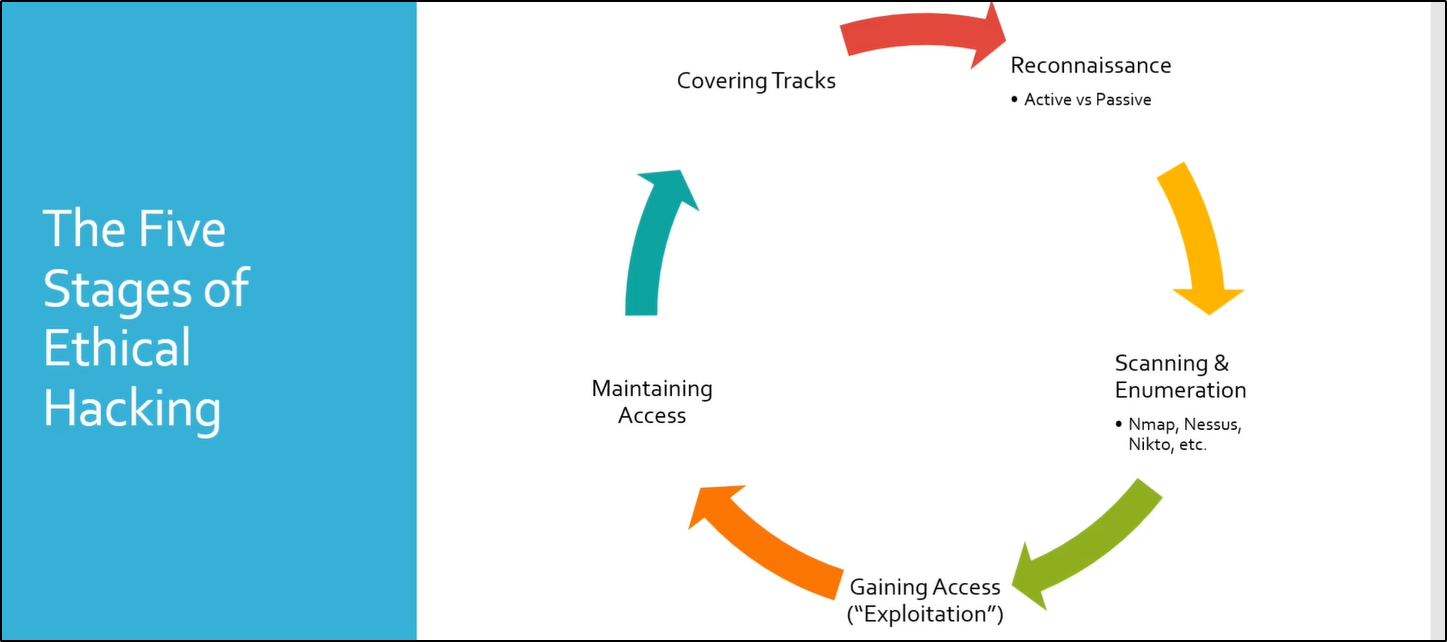 The Five
Stages of
Ethical
Hacking
Covering Tracks
Reconnaissance
• Active vs Passive
Scanning &
Enumeration
• Nmap, Nessus,
Nikto, etc.
Gaining Access
(“Exploitation”)
Maintaining
Access